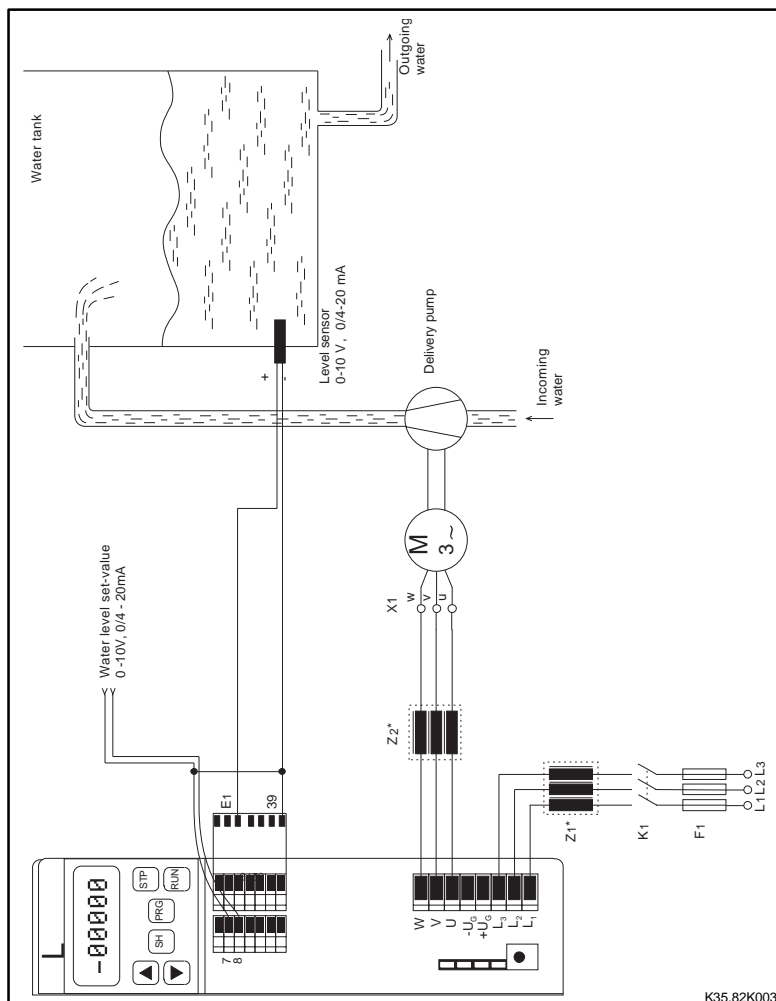 Water tank
Outgoing
water
Level sensor
0-10 V, 0/4-20 mA
+
-
Delivery pump
Incoming
water
Water level set-value
0 -10V, 0/4 - 20mA
M
3 ~
X1
w
v
u
Z2*
E1
39
L
-00000
SH
PRG
STP
RUN
7
8
W
V
U
-UG
+UG
L3
L2
L1
Z1*
K1
F1
L1
L2
L3
K35.82K003